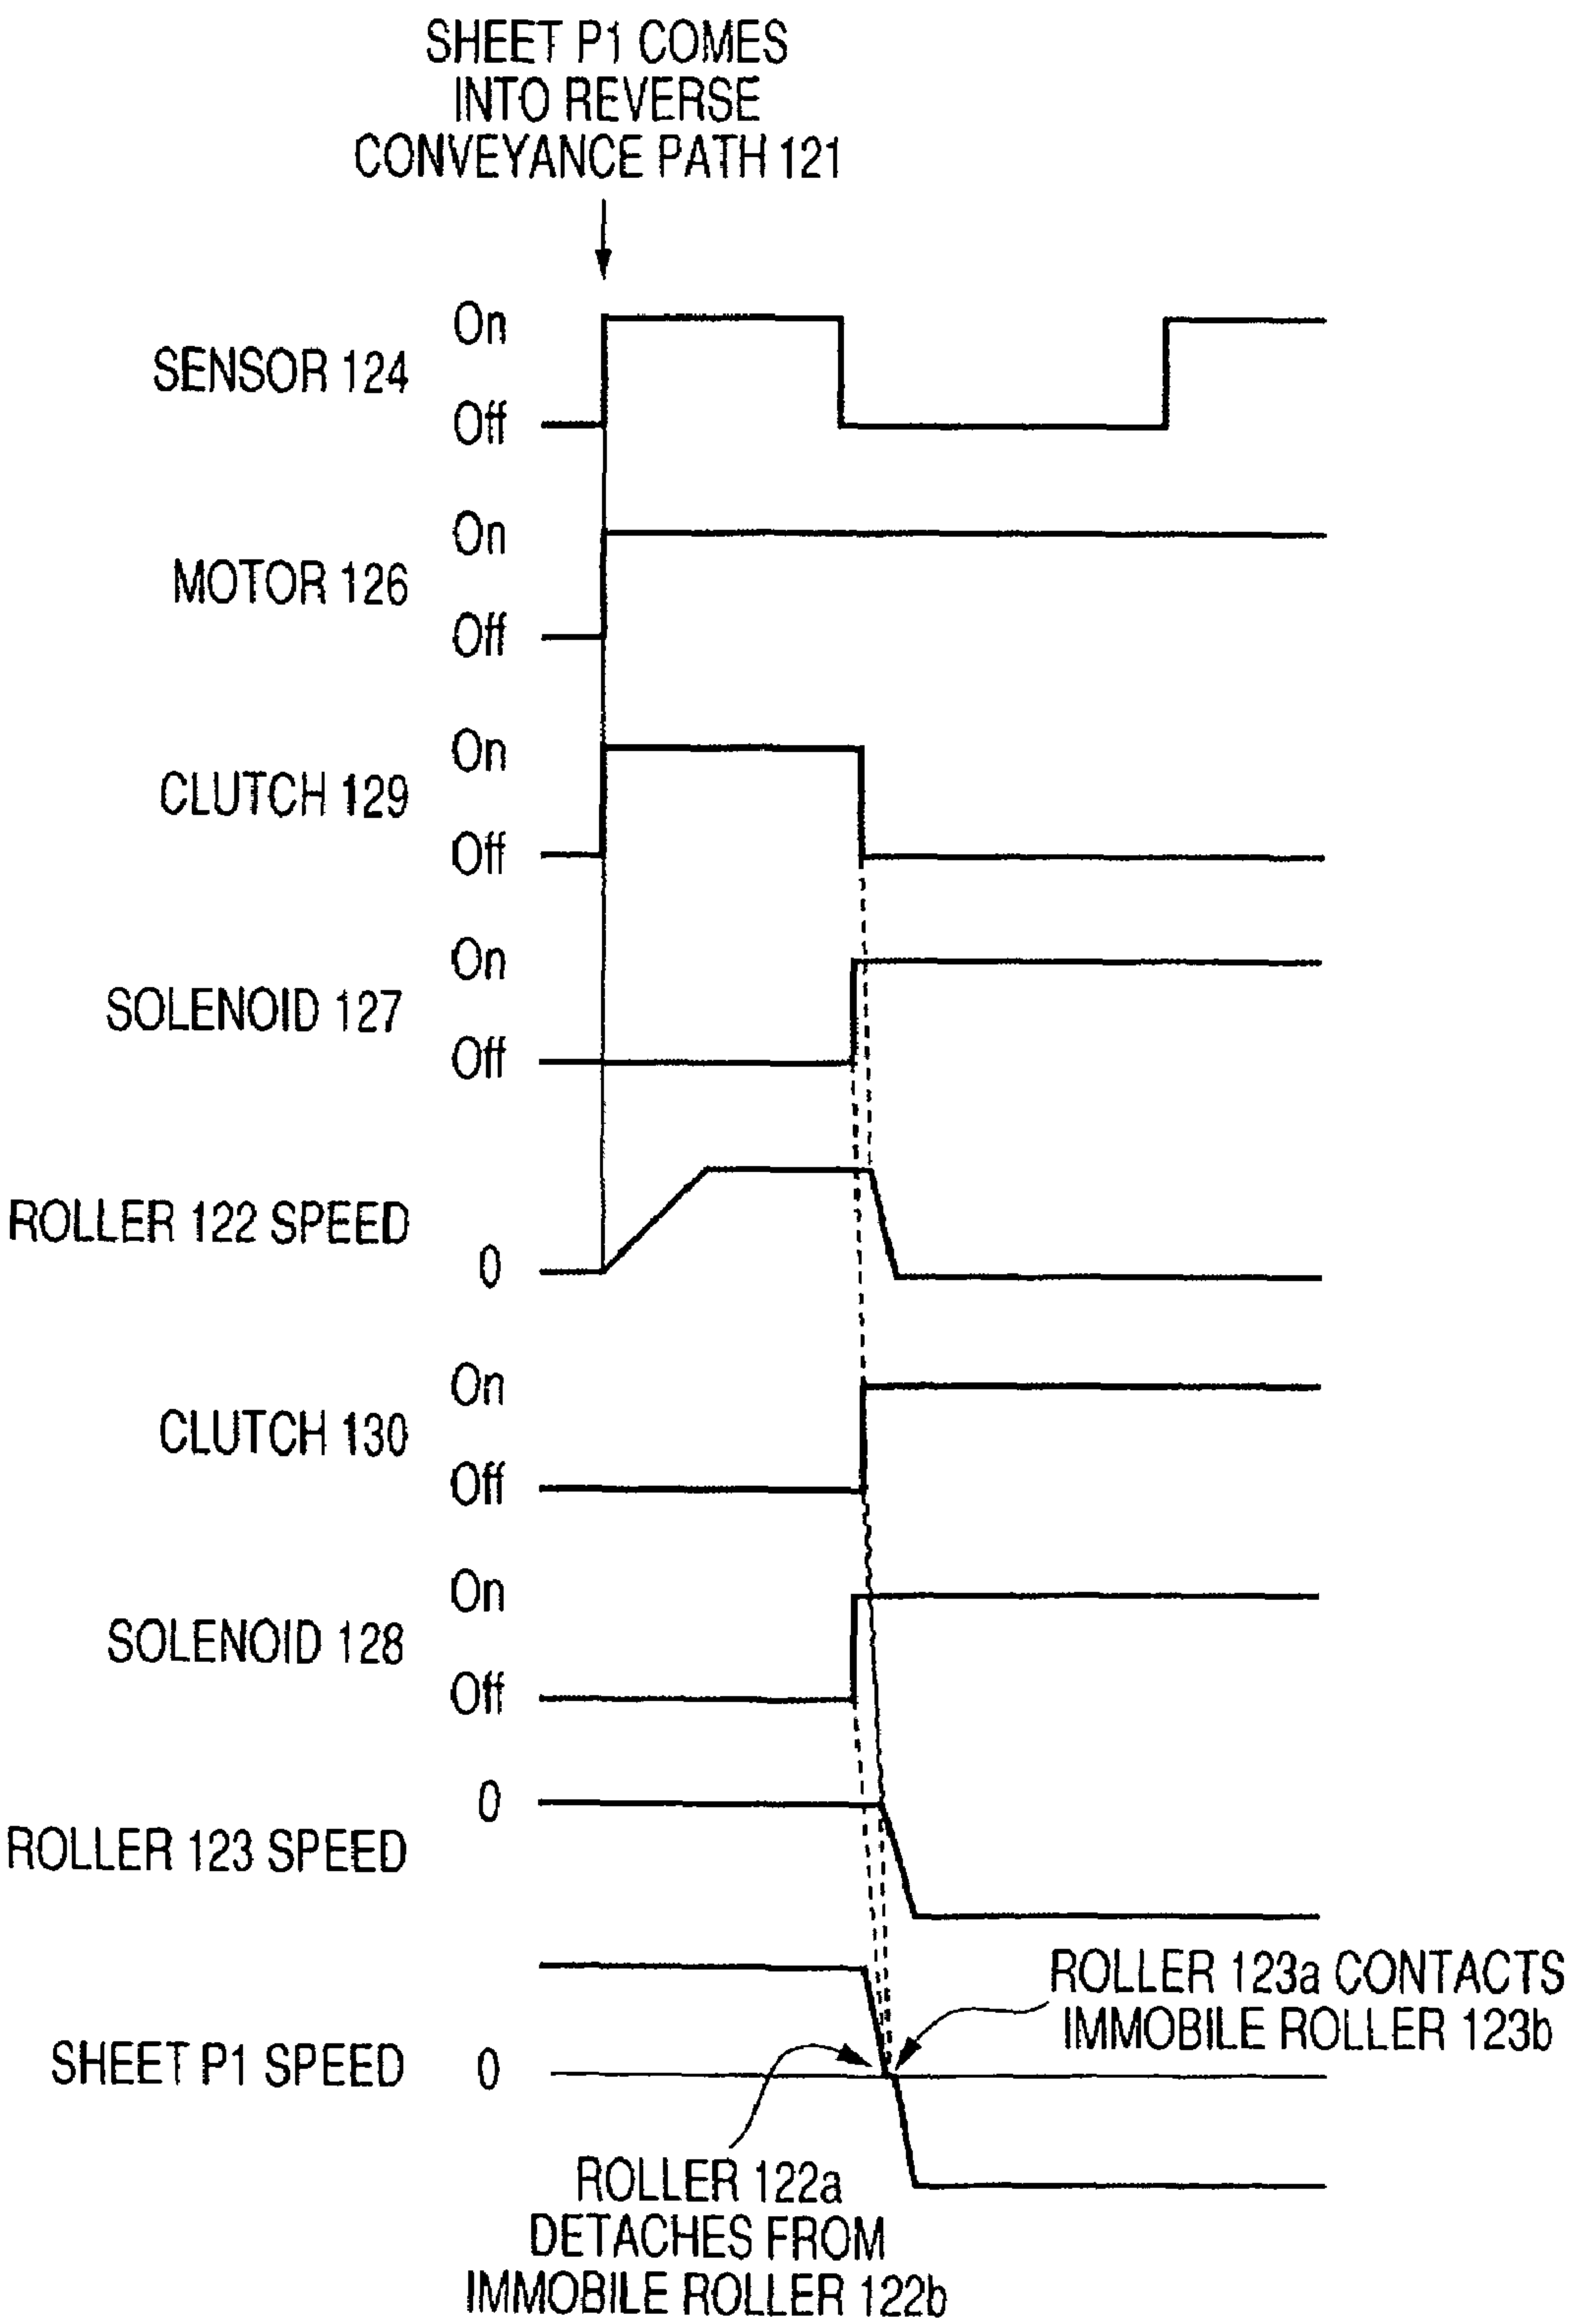 SHEET P1 COMES
INTO REVERSE
CONVEYANCE PATH 121
On
SENSOR 124
Off
On
MOTOR 126
Off
On
CLUTCH 129
Off
On
SOLENOID 127
Off
ROLLER 122 SPEED
0
On
CLUTCH 130
Off
On
SOLENOID 128
Off
0
ROLLER 123 SPEED
ROLLER 123a CONTACTS
IMMOBILE ROLLER 123b
SHEET P1 SPEED
0
ROLLER 122a
DETACHES FROM
IMMOBILE ROLLER 122b